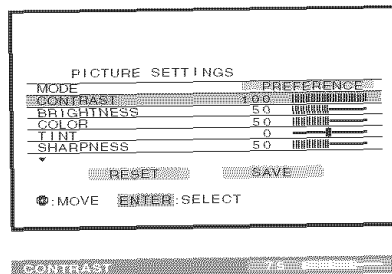 PICTURE SETTINGS
MODE PREFERENCE
CONTRAST 100
BRIGHTNESS 50
COLOR 50
TINT 0
SHARPNESS 50
RESET SAVE
:MOVE ENTER:SELECT
CONTRAST 75